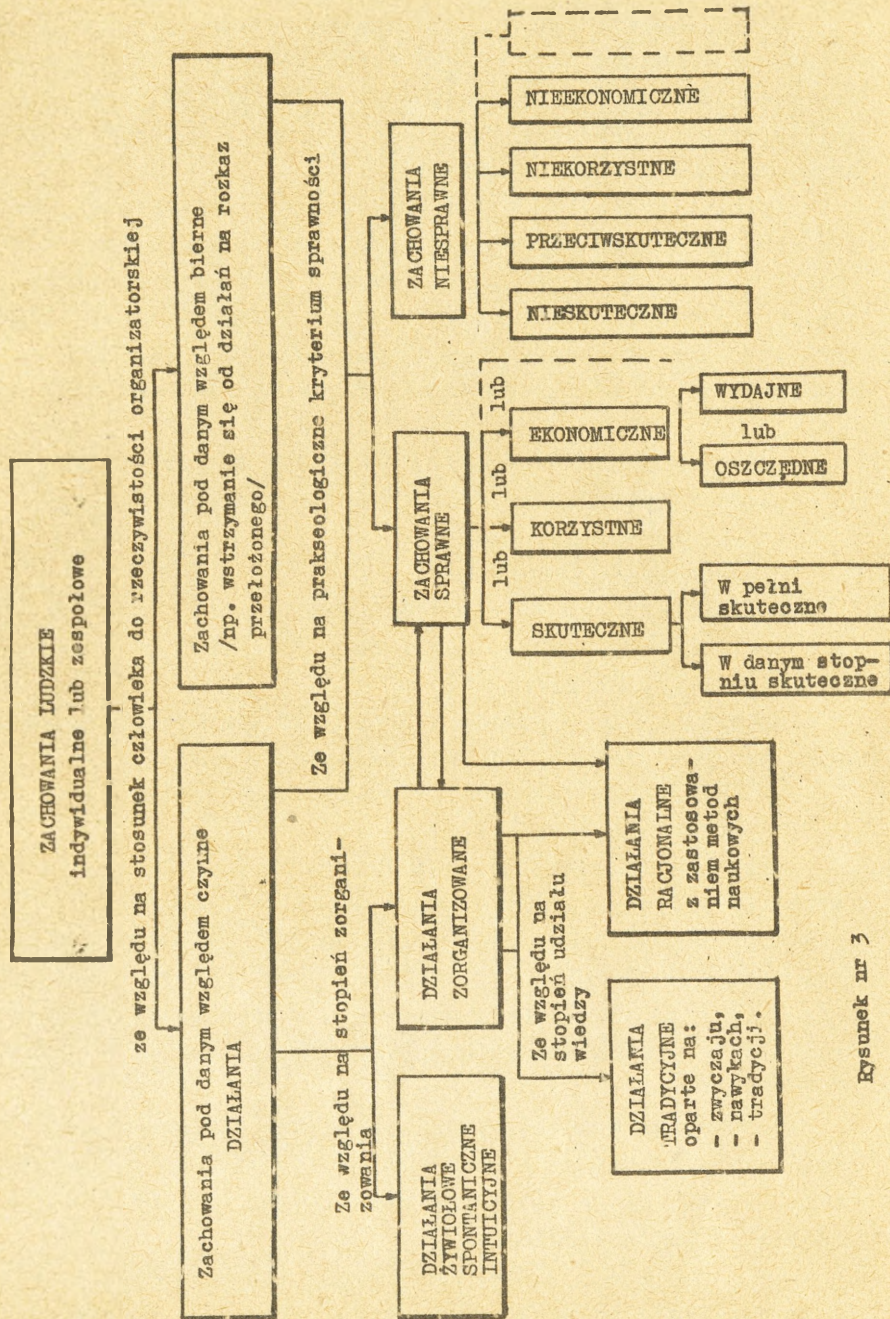 ZACHOWANIA LUDZKIE
indywidualne lub zespołowe
ze względu na stosunek człowieka do rzeczywistości organizatorskiej
Zachowania pod danym względem czynne
DZIAŁANIA
Zachowania pod danym względem bierne
/np. wstrzymanie się od działań na rozkaz
przełożonego/
Ze względu na stopień zorgani-
zowania
Ze względu na prakseologiczne kryterium sprawności
DZIAŁANIA
ŻYWIOŁOWE
SPONTANICZNE
INTUICYJNE
DZIAŁANIA
ZORGANIZOWANE
ZACHOWANIA
SPRAWNE
ZACHOWANIA
NIESPRAWNE
Ze względu na
stopień udziału
wiedzy
lub
lub
lub
SKUTECZNE
KORZYSTNE
EKONOMICZNE
NIESKUTECZNE
PRZECIWSKUTECZNE
NIEKORZYSTNE
NIEEKONOMICZNE
DZIAŁANIA
TRADYCYJNE
oparte na:
- zwyczaju,
- nawykach,
- tradycji.
DZIAŁANIA
RACJONALNE
z zastosowa-
niem metod
naukowych
W danym stop-
niu skuteczne
W pełni
skuteczne
OSZCZĘDNE
lub
WYDAJNE
Rysunek nr 3